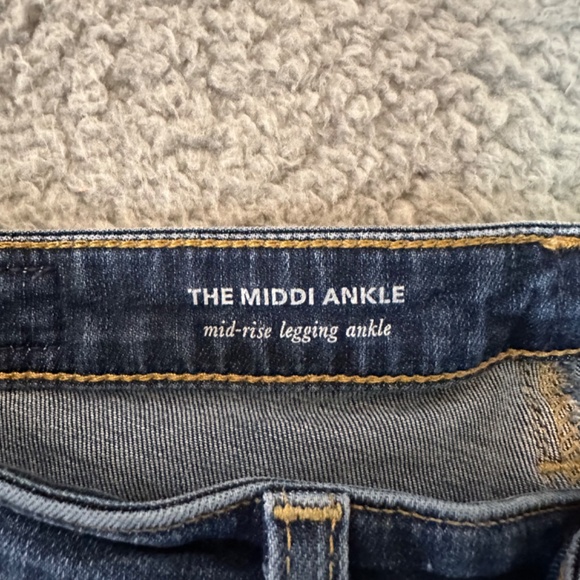 THE MIDDI ANKLE
mid-rise legging ankle